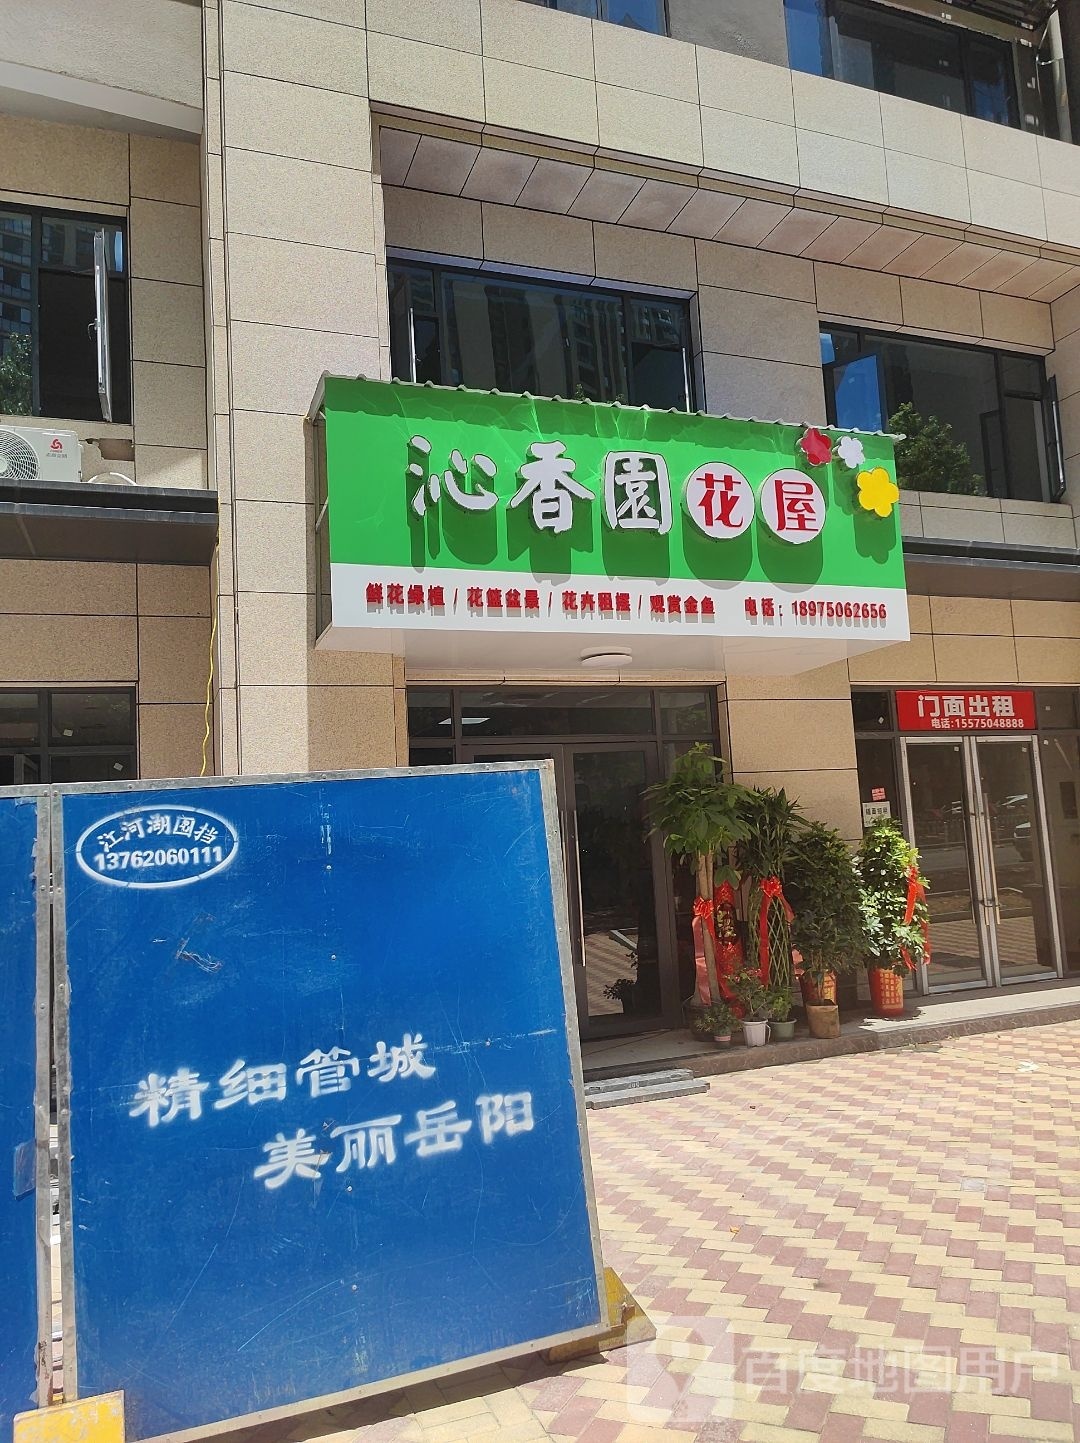 沁香園花屋
鲜花绿植 / 花篮盆景 / 花卉租摆 / 观赏金鱼 电话: 18975062656
门面出租
电话:15575048888
江河湖围挡
13762060111
精细管城
美丽岳阳
百度地图用户